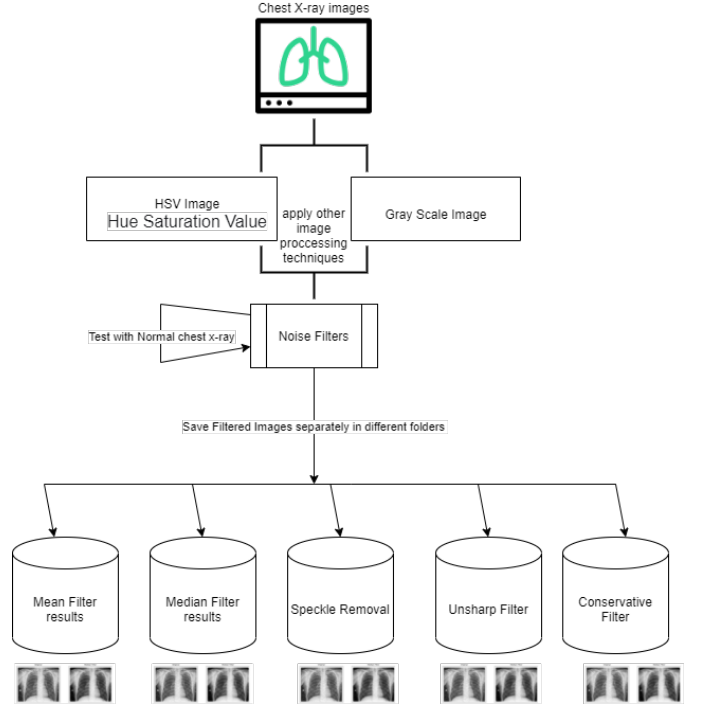 Chest X-ray images
HSV Image
Hue Saturation Value
apply other
image
proccessing
techniques
Gray Scale Image
Test with Normal chest x-ray
Noise Filters
Save Filtered Images separately in different folders
Mean Filter
results
Median Filter
results
Speckle Removal
Unsharp Filter
Conservative
Filter